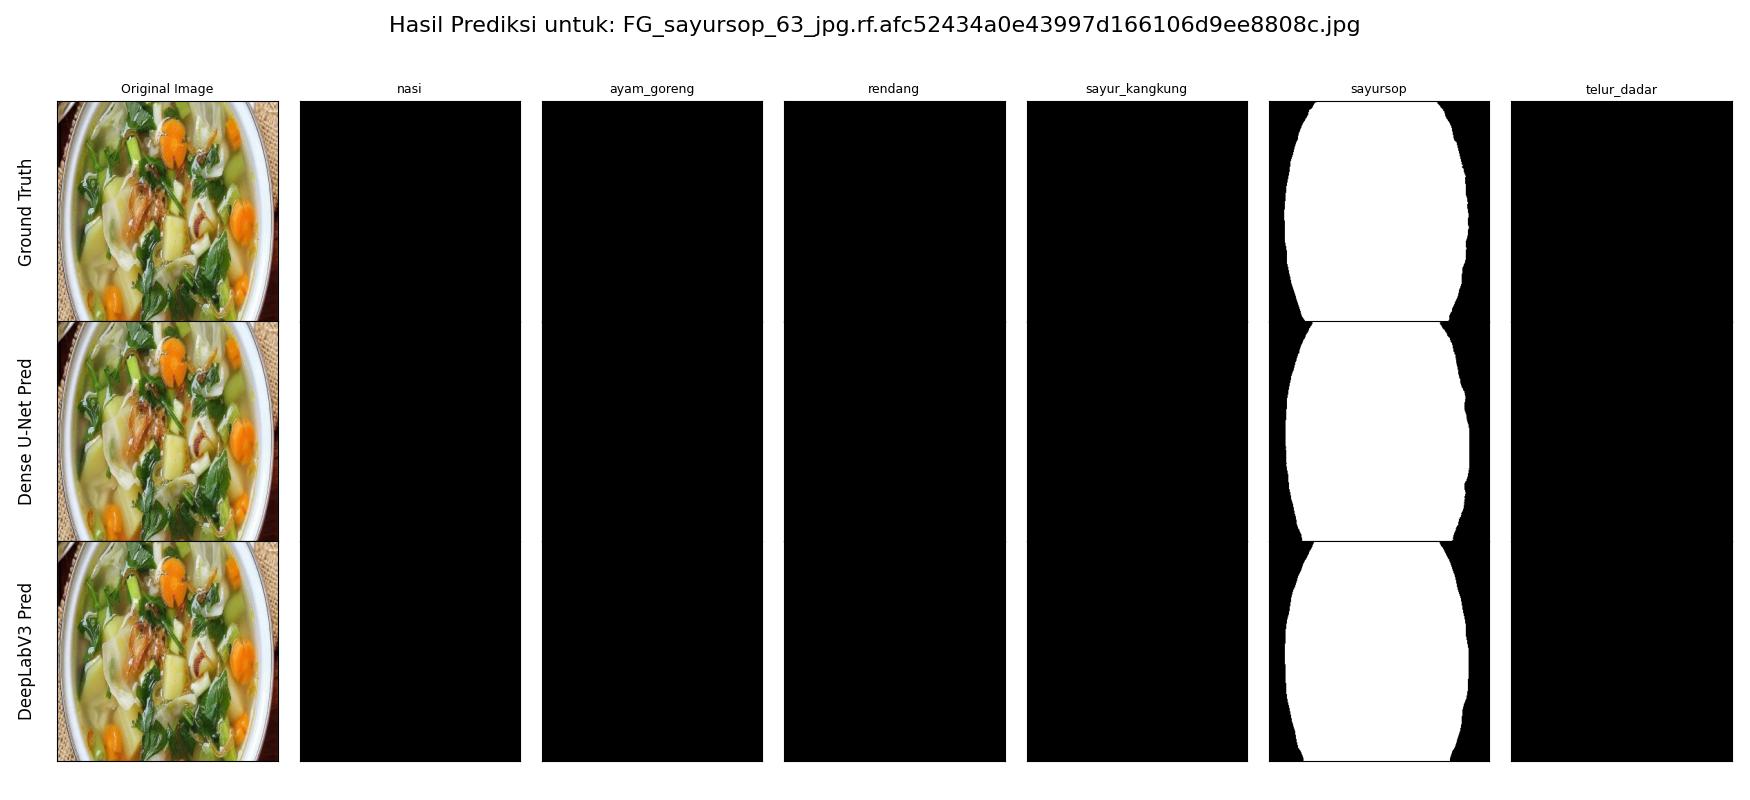 Hasil Prediksi untuk: FG_sayursop_63_jpg.rf.afc52434a0e43997d166106d9ee8808c.jpg
Original Image
nasi
ayam_goreng
rendang
sayur_kangkung
sayursop
telur_dadar
Ground Truth
Dense U-Net Pred
DeepLabV3 Pred